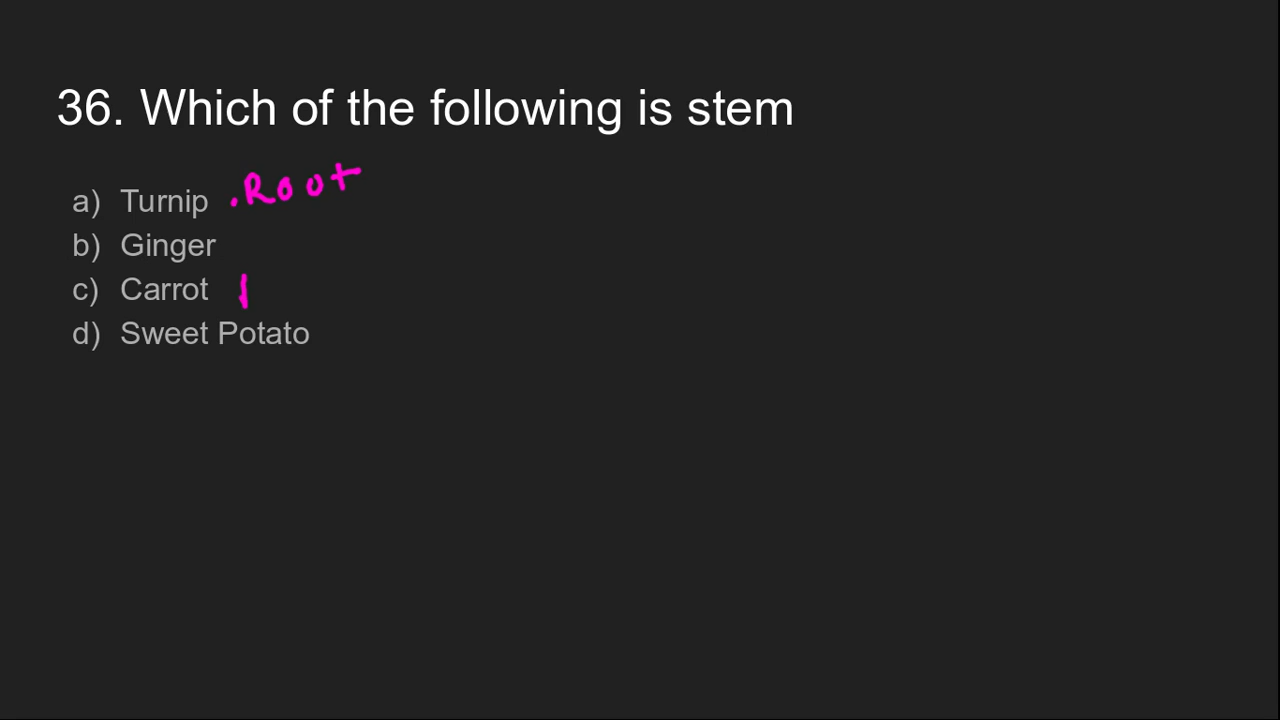 36. Which of the following is stem
a) Turnip .Root
b) Ginger
c) Carrot
d) Sweet Potato